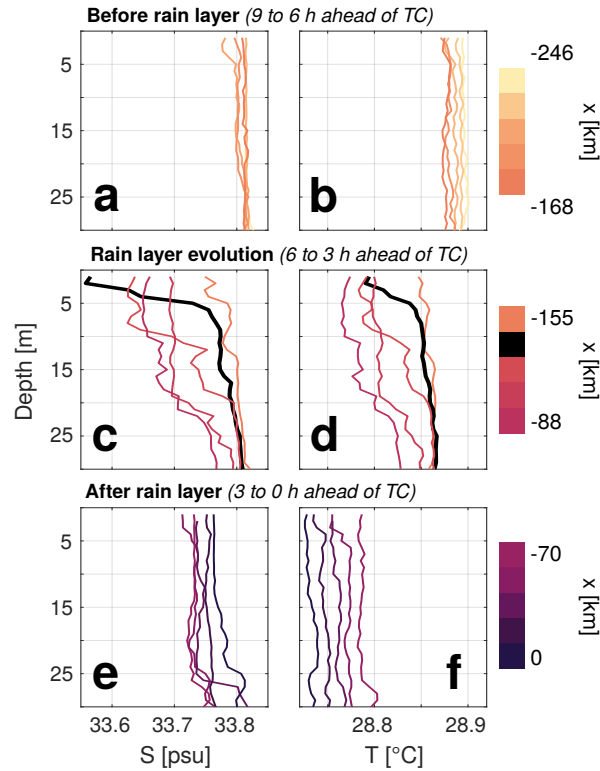 Before rain layer (9 to 6 h ahead of TC)
5
15
25
a
b
-246
-168
x [km]
Rain layer evolution (6 to 3 h ahead of TC)
Depth [m]
5
15
25
c
d
-155
-88
x [km]
After rain layer (3 to 0 h ahead of TC)
5
15
25
e
f
-70
0
x [km]
33.6 33.7 33.8
28.8 28.9
S [psu]
T [°C]